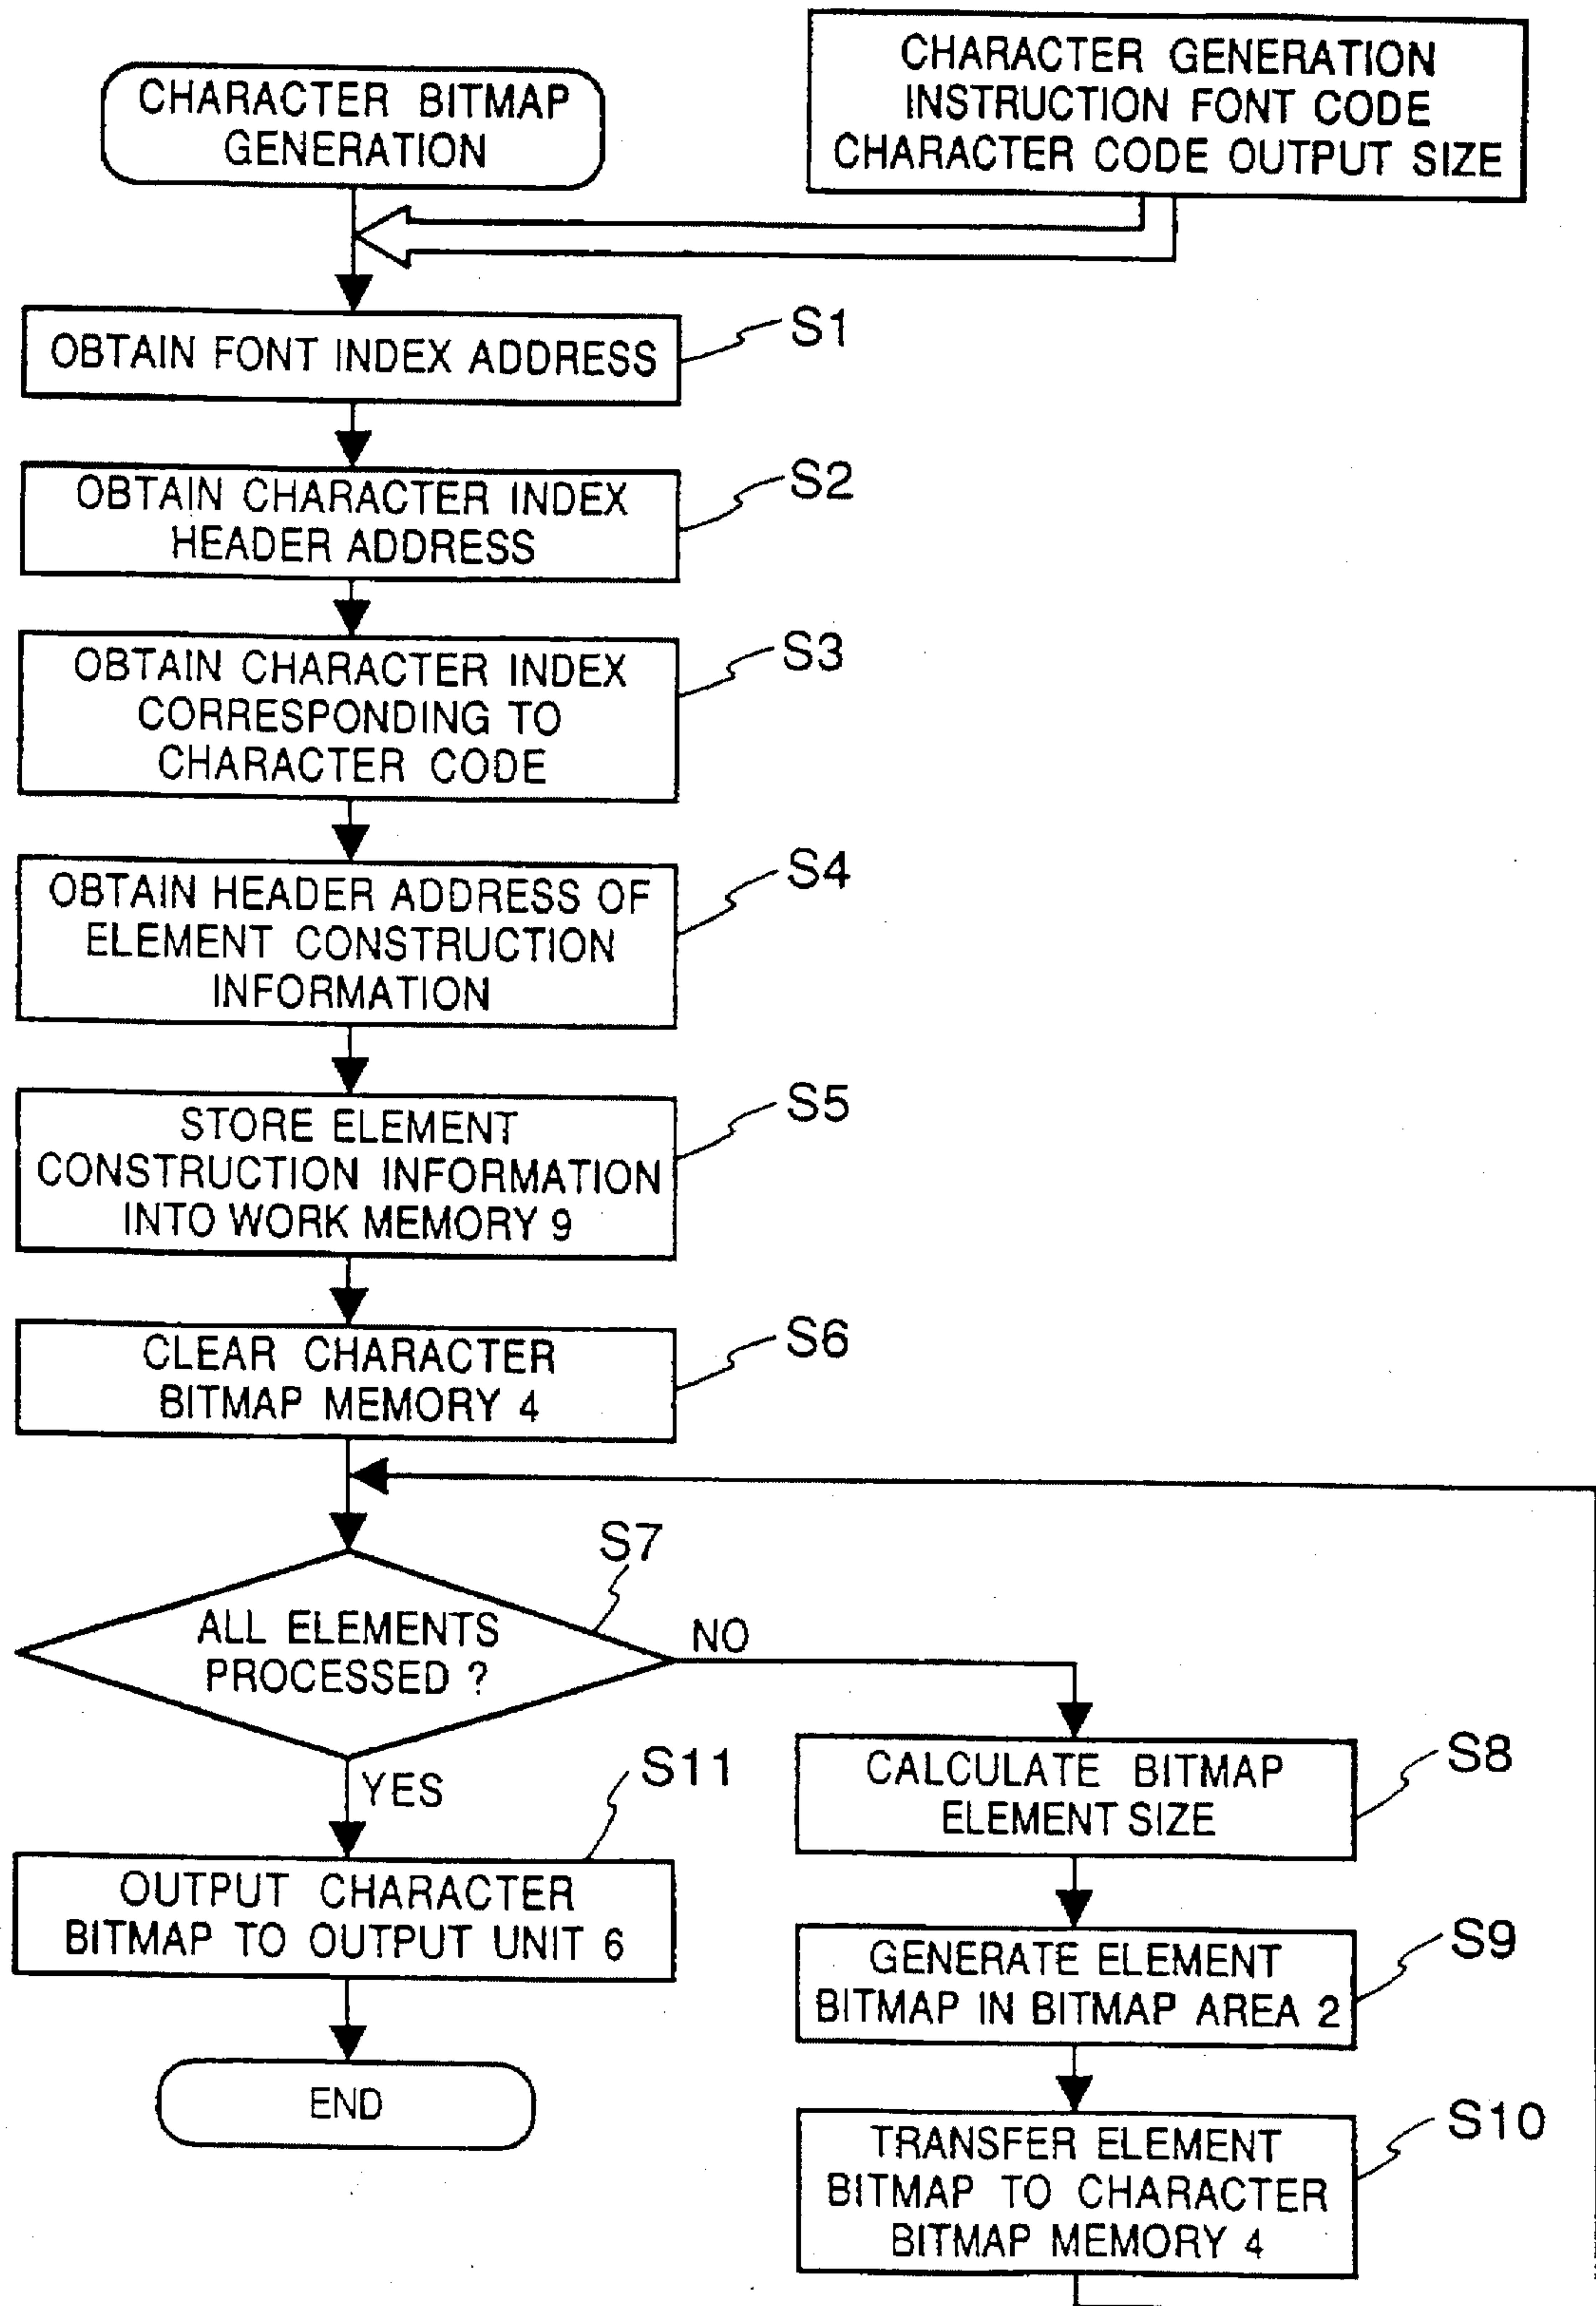 CHARACTER BITMAP
GENERATION
CHARACTER GENERATION
INSTRUCTION FONT CODE
CHARACTER CODE OUTPUT SIZE
S1
OBTAIN FONT INDEX ADDRESS
S2
OBTAIN CHARACTER INDEX
HEADER ADDRESS
S3
OBTAIN CHARACTER INDEX
CORRESPONDING TO
CHARACTER CODE
S4
OBTAIN HEADER ADDRESS OF
ELEMENT CONSTRUCTION
INFORMATION
S5
STORE ELEMENT
CONSTRUCTION INFORMATION
INTO WORK MEMORY 9
S6
CLEAR CHARACTER
BITMAP MEMORY 4
S7
ALL ELEMENTS
PROCESSED ?
NO
YES
S8
CALCULATE BITMAP
ELEMENT SIZE
S9
GENERATE ELEMENT
BITMAP IN BITMAP AREA 2
S10
TRANSFER ELEMENT
BITMAP TO CHARACTER
BITMAP MEMORY 4
S11
OUTPUT CHARACTER
BITMAP TO OUTPUT UNIT 6
END